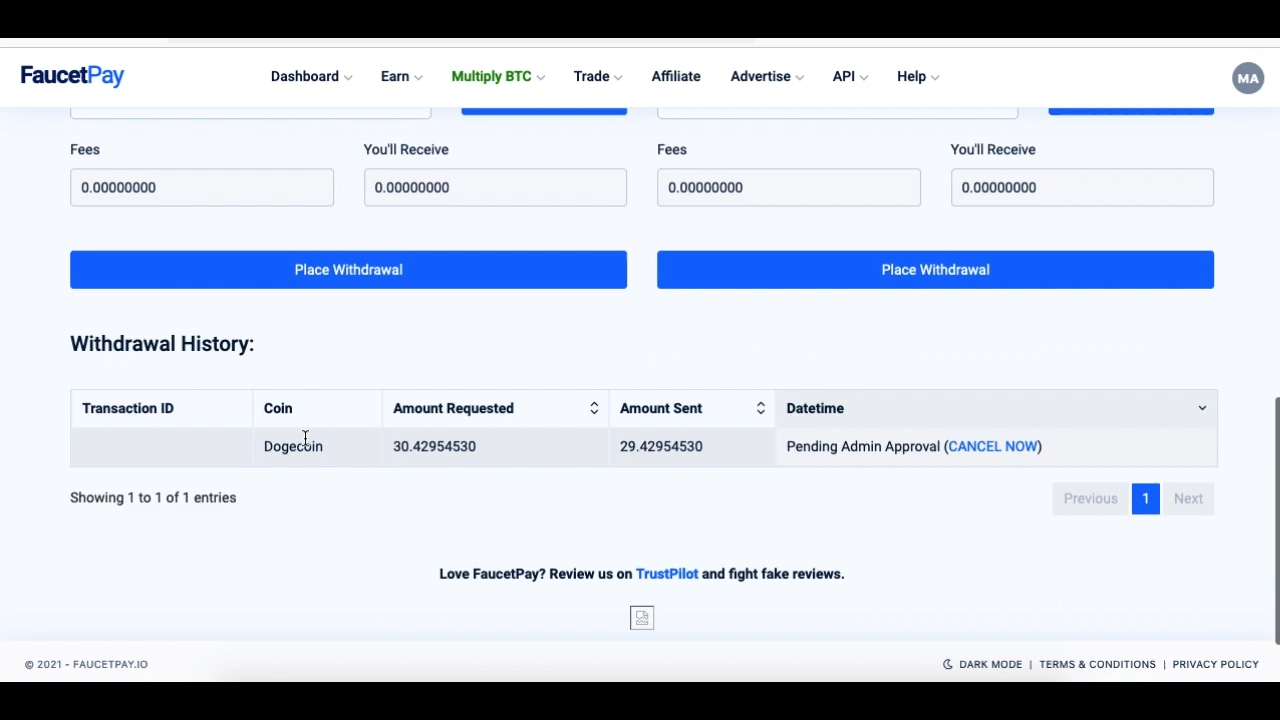 FaucetPay Dashboard Earn Multiply BTC Trade Affiliate Advertise API Help MA
Fees You'll Receive Fees You'll Receive
0.00000000 0.00000000 0.00000000 0.00000000
Place Withdrawal Place Withdrawal
Withdrawal History:
Transaction ID Coin Amount Requested Amount Sent Datetime
Dogecoin 30.42954530 29.42954530 Pending Admin Approval (CANCEL NOW)
Showing 1 to 1 of 1 entries Previous 1 Next
Love FaucetPay? Review us on TrustPilot and fight fake reviews.
© 2021 - FAUCETPAY.IO DARK MODE | TERMS & CONDITIONS | PRIVACY POLICY